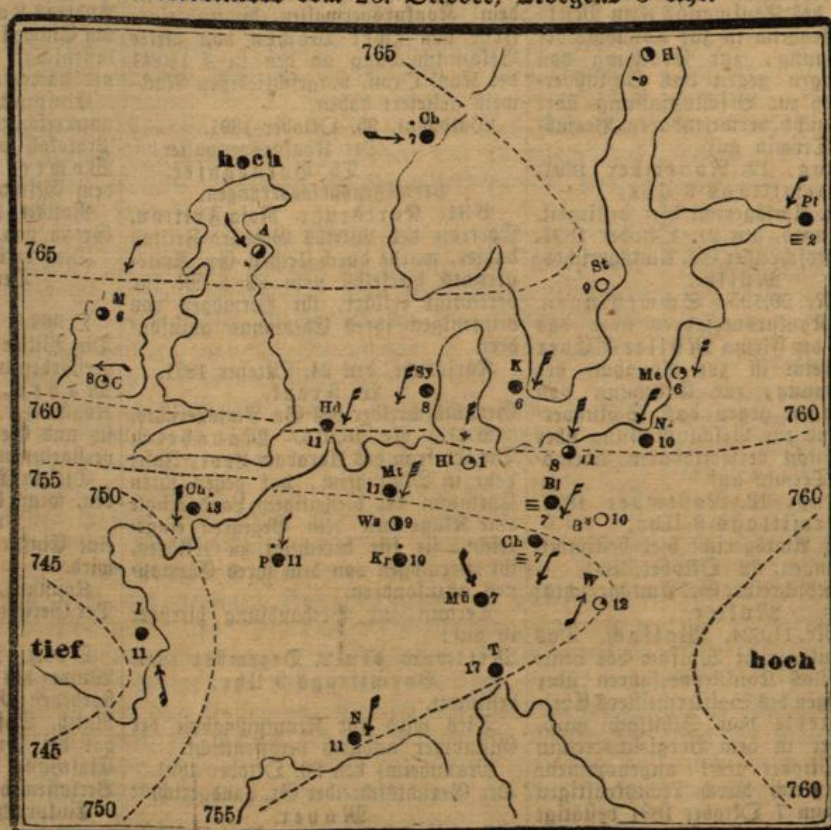 765
H
-9
Ch
7
hoch
A
Pt
≡ 2
765
St
9
M
6
8 C
Sy
8
K
6
Me
6
760
Hd
11
N.
10
760
755
Ht
1
8
11
750
Mt
11
Bl
≡
7
Ch.
13
Ws
9
10
745
P
11
Kr
10
Ch
≡ 7
Mü
7
W
12
I
11
tief
T
17
hoch
N
11
745
750
755
760